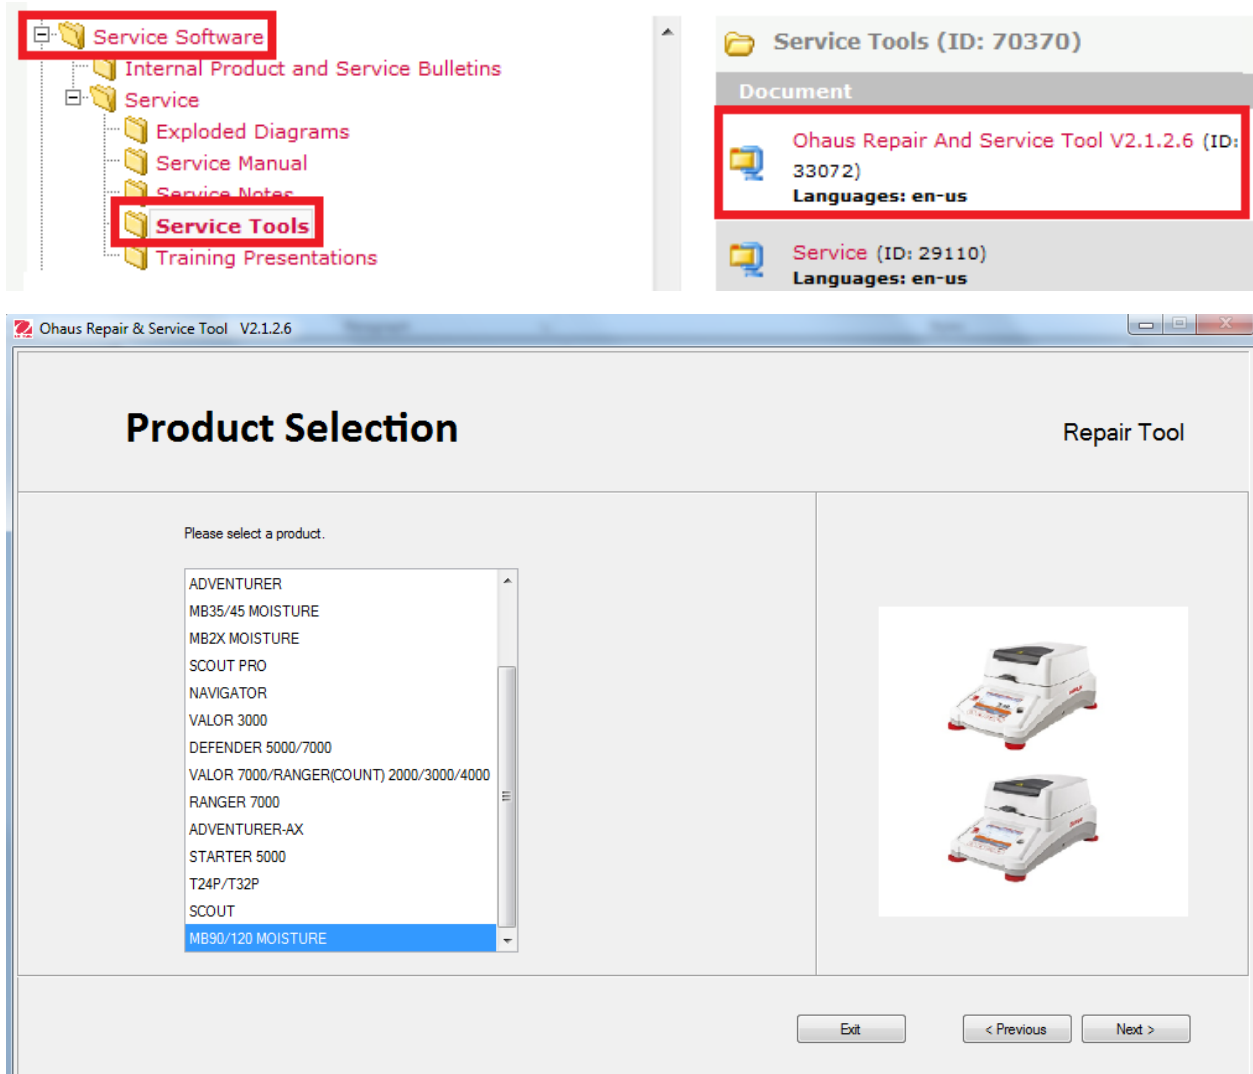 Service Software
Internal Product and Service Bulletins
Service
Exploded Diagrams
Service Manual
Service Notes
Service Tools
Training Presentations
Service Tools (ID: 70370)
Document
Ohaus Repair And Service Tool V2.1.2.6 (ID:
33072)
Languages: en-us
Service (ID: 29110)
Languages: en-us
Ohaus Repair & Service Tool V2.1.2.6
Product Selection
Repair Tool
Please select a product.
ADVENTURER
MB35/45 MOISTURE
MB2X MOISTURE
SCOUT PRO
NAVIGATOR
VALOR 3000
DEFENDER 5000/7000
VALOR 7000/RANGER(COUNT) 2000/3000/4000
RANGER 7000
ADVENTURER-AX
STARTER 5000
T24P/T32P
SCOUT
MB90/120 MOISTURE
Exit
< Previous
Next >